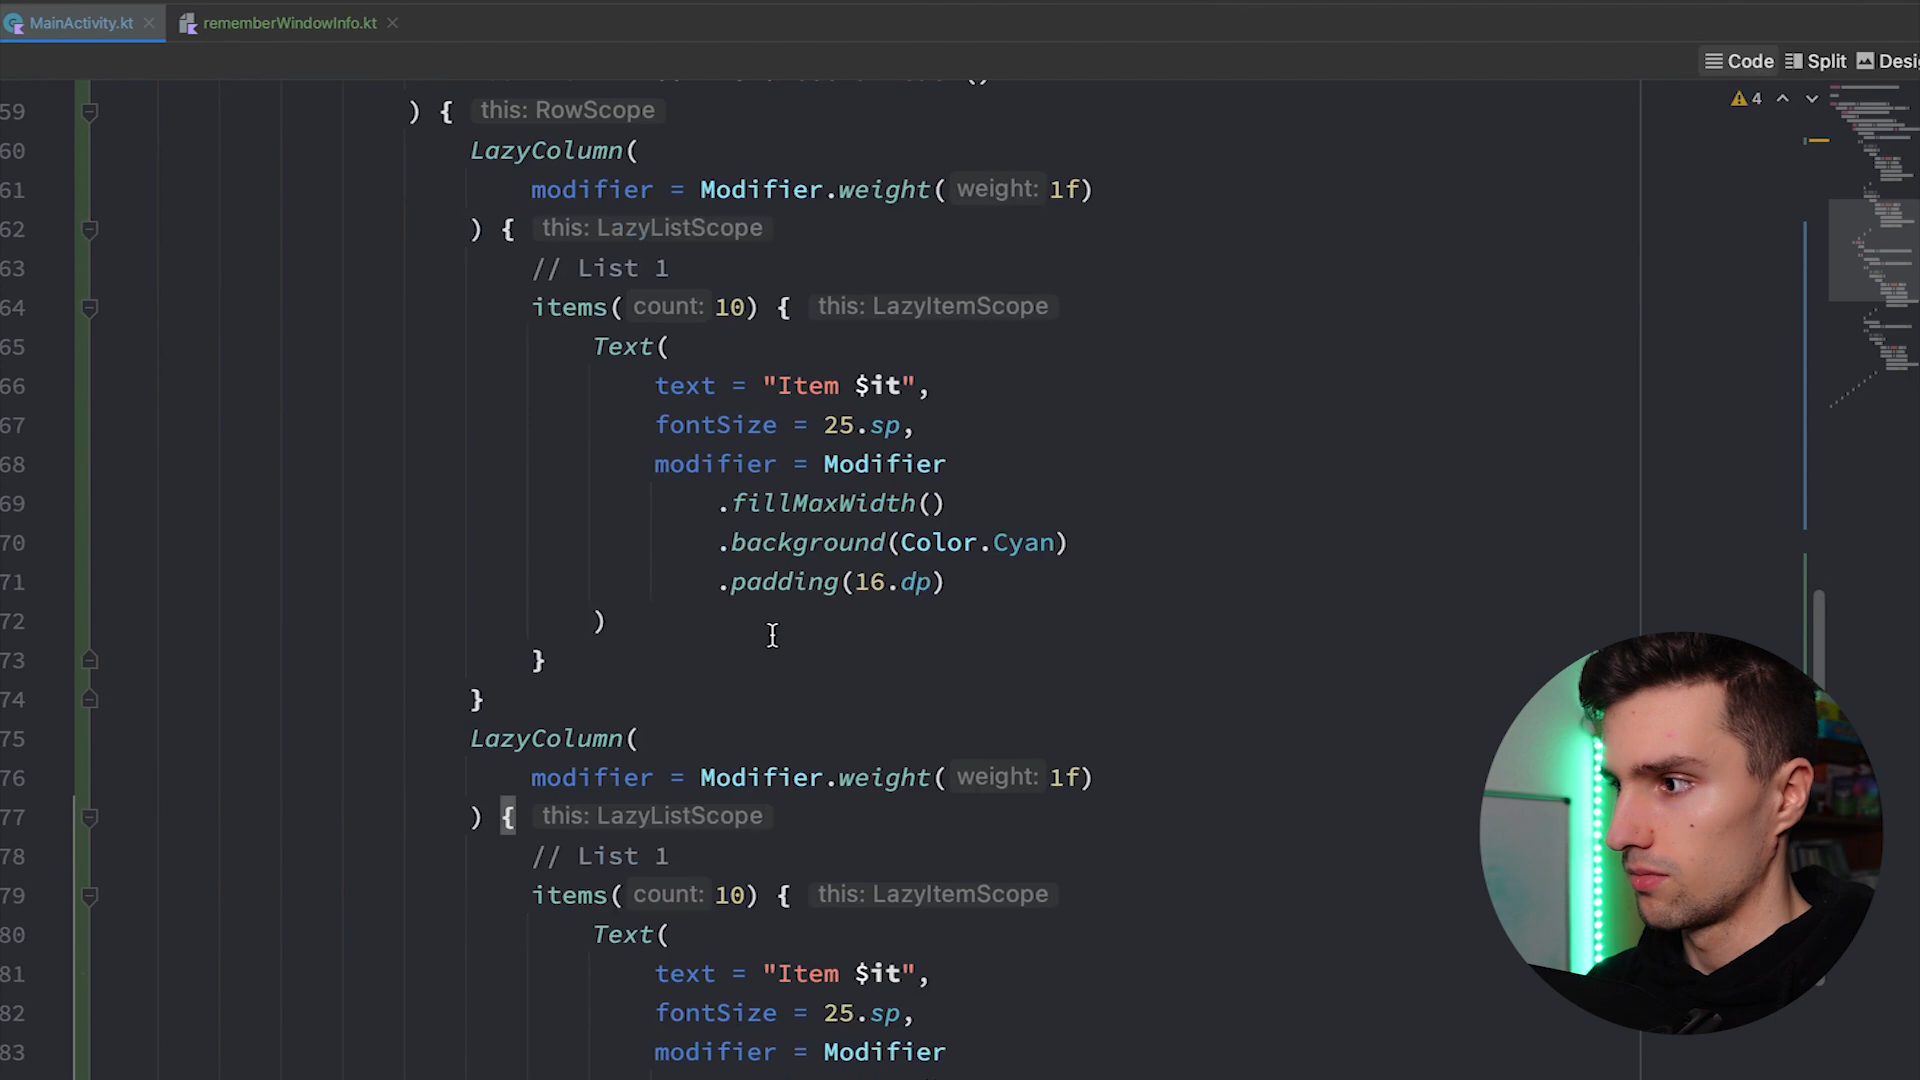 MainActivity.kt
rememberWindowInfo.kt
Code Split Desig
4
59 ) { this: RowScope
60 LazyColumn(
61 modifier = Modifier.weight( weight: 1f)
62 ) { this: LazyListScope
63 // List 1
64 items( count: 10) { this: LazyItemScope
65 Text(
66 text = "Item $it",
67 fontSize = 25.sp,
68 modifier = Modifier
69 .fillMaxWidth()
70 .background(Color.Cyan)
71 .padding(16.dp)
72 )
73 }
74 }
75 LazyColumn(
76 modifier = Modifier.weight( weight: 1f)
77 ) { this: LazyListScope
78 // List 1
79 items( count: 10) { this: LazyItemScope
80 Text(
81 text = "Item $it",
82 fontSize = 25.sp,
83 modifier = Modifier